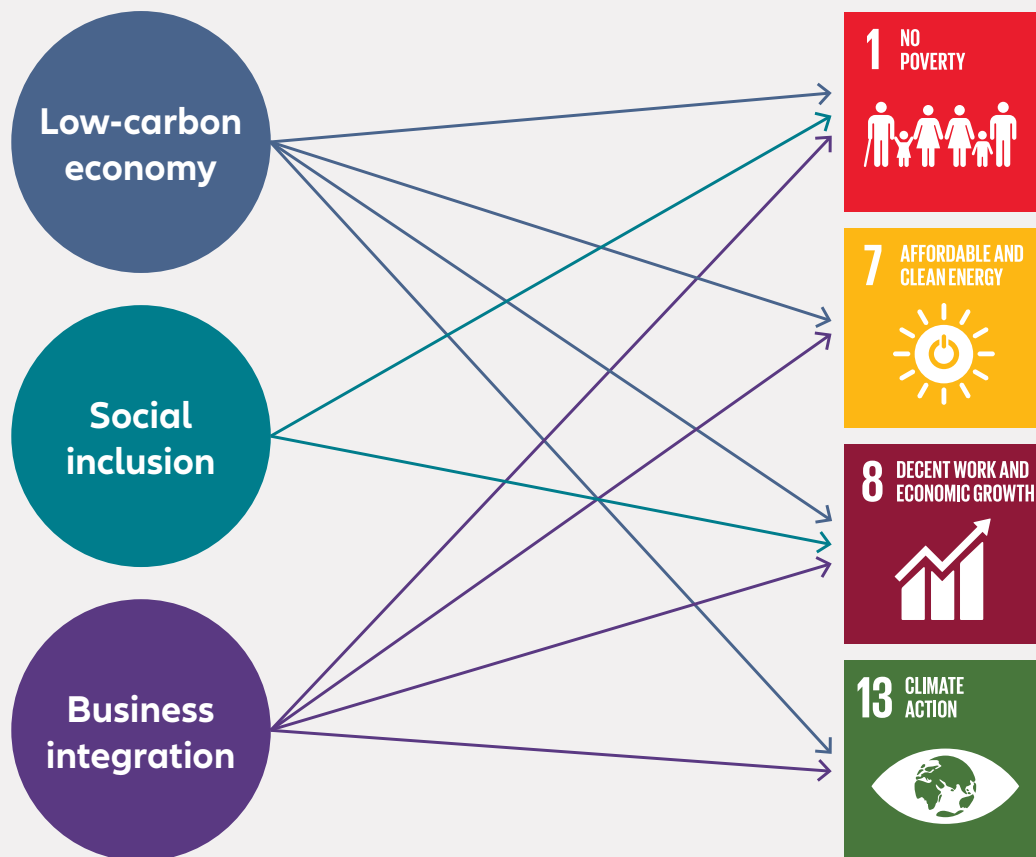 Low-carbon
economy
Social
inclusion
Business
integration
1 NO
POVERTY
7 AFFORDABLE AND
CLEAN ENERGY
8 DECENT WORK AND
ECONOMIC GROWTH
13 CLIMATE
ACTION